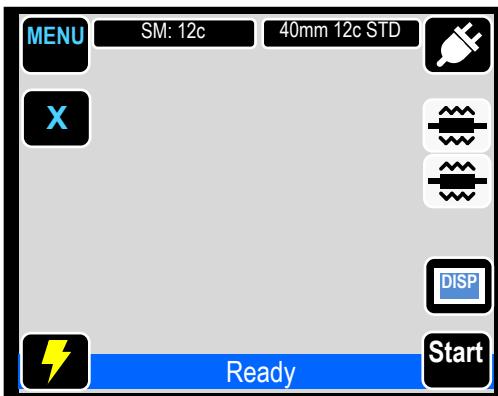 MENU
SM: 12c
40mm 12c STD
X
DISP
Start
Ready